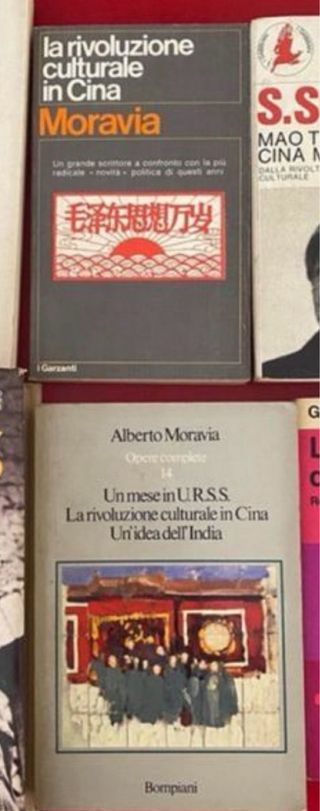 la rivoluzione
culturale
in Cina
Moravia
Un grande scrittore a confronto con la più
radicale «novità» politica di questi anni
毛泽东思想万岁
i Garzanti
S.S
MAO T
CINA M
DALLA RIVOLT
CULTURALE
Alberto Moravia
Opere complete
14
Un mese in U.R.S.S.
La rivoluzione culturale in Cina
Un'idea dell'India
Bompiani
G
L